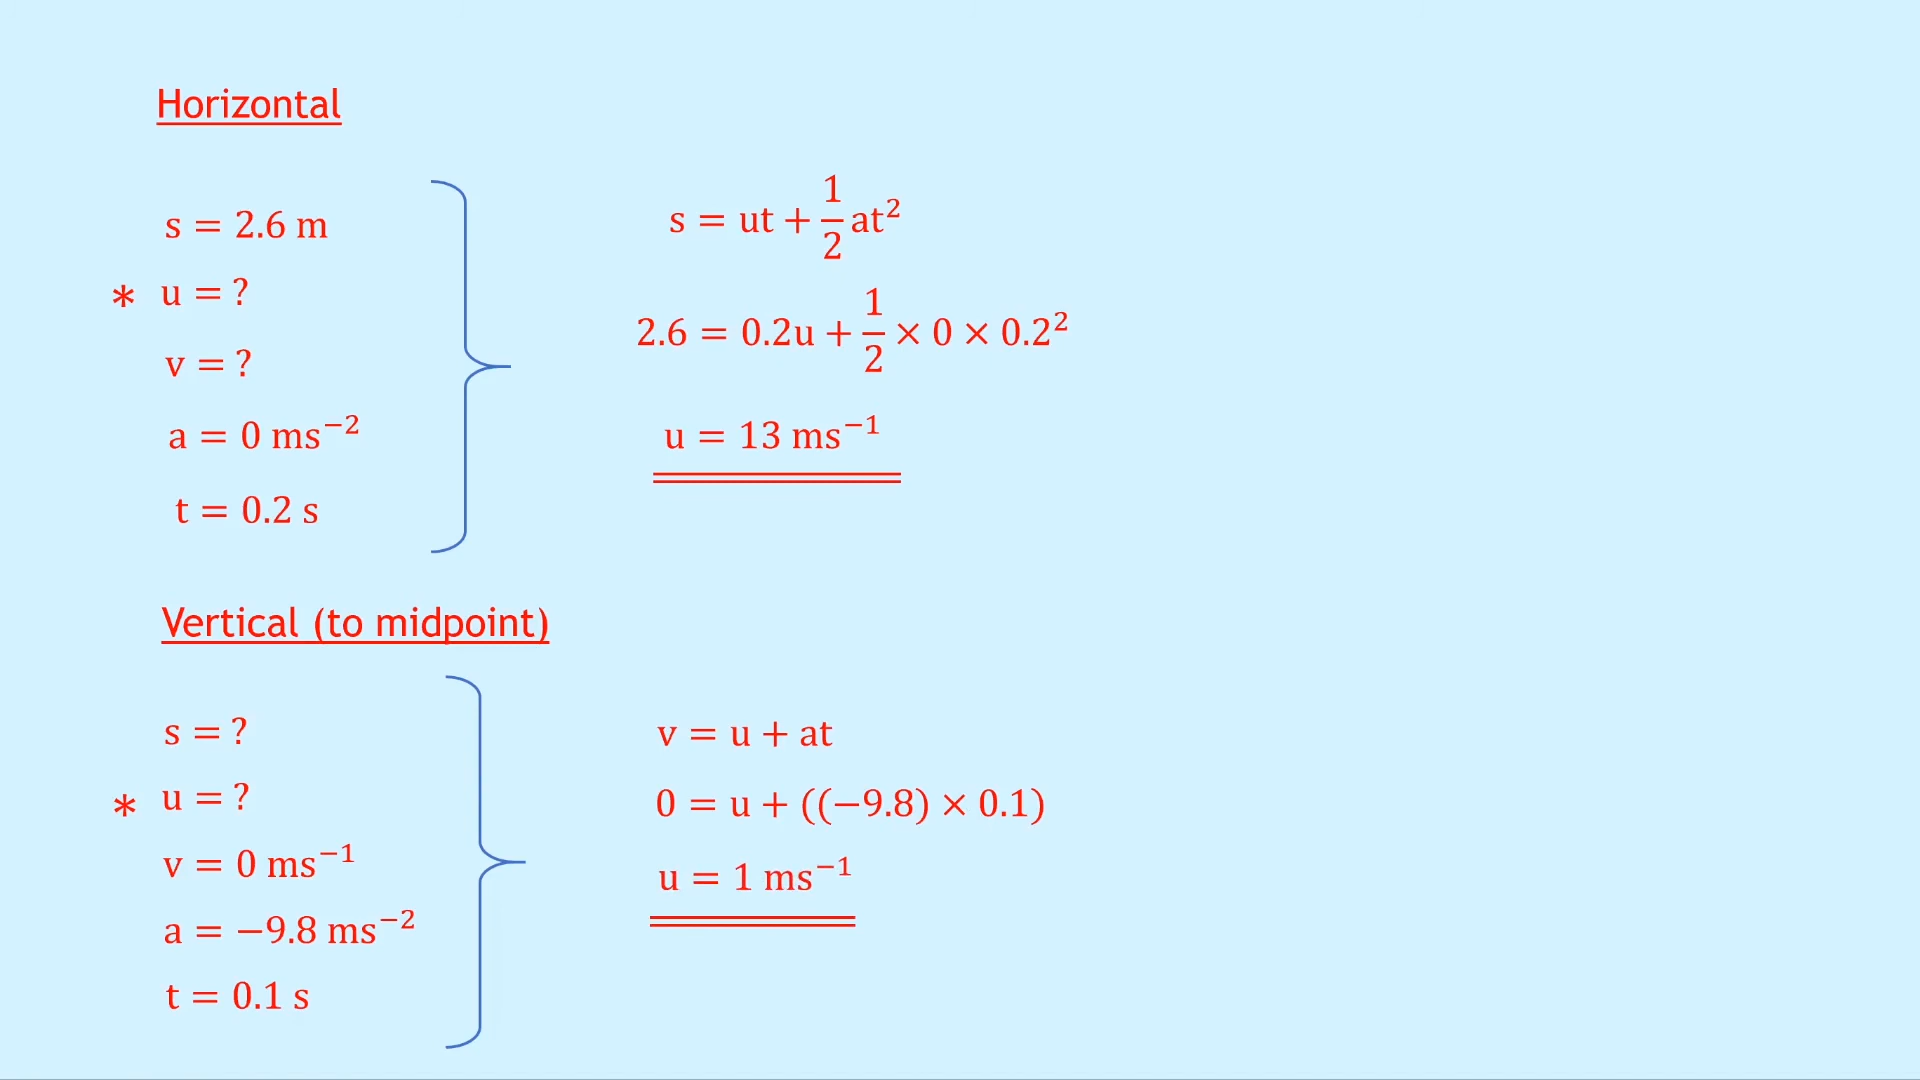 Horizontal
s = 2.6 m
* u = ?
v = ?
a = 0 ms⁻²
t = 0.2 s
s = ut + 1/2 at²
2.6 = 0.2u + 1/2 × 0 × 0.2²
u = 13 ms⁻¹
Vertical (to midpoint)
s = ?
* u = ?
v = 0 ms⁻¹
a = −9.8 ms⁻²
t = 0.1 s
v = u + at
0 = u + ((−9.8) × 0.1)
u = 1 ms⁻¹